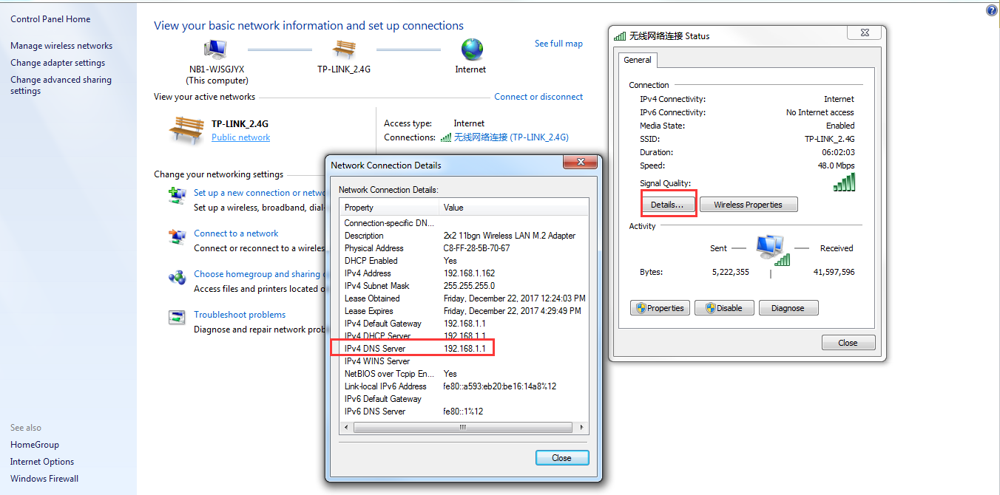 Control Panel Home
Manage wireless networks
Change adapter settings
Change advanced sharing
settings
See also
HomeGroup
Internet Options
Windows Firewall
View your basic network information and set up connections
See full map
NB1-WJSGJYX
(This computer)
TP-LINK_2.4G
Internet
View your active networks
Connect or disconnect
TP-LINK_2.4G
Public network
Access type: Internet
Connections: 无线网络连接 (TP-LINK_2.4G)
Change your networking settings
Set up a new connection or netwo
Set up a wireless, broadband, dial-
Connect to a network
Connect or reconnect to a wireles
Choose homegroup and sharing o
Access files and printers located o
Troubleshoot problems
Diagnose and repair network prob
Network Connection Details
Network Connection Details:
Property Value
Connection-specific DN...
Description 2x2 11bgn Wireless LAN M.2 Adapter
Physical Address C8-FF-28-5B-70-67
DHCP Enabled Yes
IPv4 Address 192.168.1.162
IPv4 Subnet Mask 255.255.255.0
Lease Obtained Friday, December 22, 2017 12:24:03 PM
Lease Expires Friday, December 22, 2017 4:29:49 PM
IPv4 Default Gateway 192.168.1.1
IPv4 DHCP Server 192.168.1.1
IPv4 DNS Server 192.168.1.1
IPv4 WINS Server
NetBIOS over Tcpip En... Yes
Link-local IPv6 Address fe80::a593:eb20:be16:14a8%12
IPv6 Default Gateway
IPv6 DNS Server fe80::1%12
Close
无线网络连接 Status
General
Connection
IPv4 Connectivity: Internet
IPv6 Connectivity: No Internet access
Media State: Enabled
SSID: TP-LINK_2.4G
Duration: 06:02:03
Speed: 48.0 Mbps
Signal Quality:
Details... Wireless Properties
Activity
Sent Received
Bytes: 5,222,355 41,597,596
Properties Disable Diagnose
Close